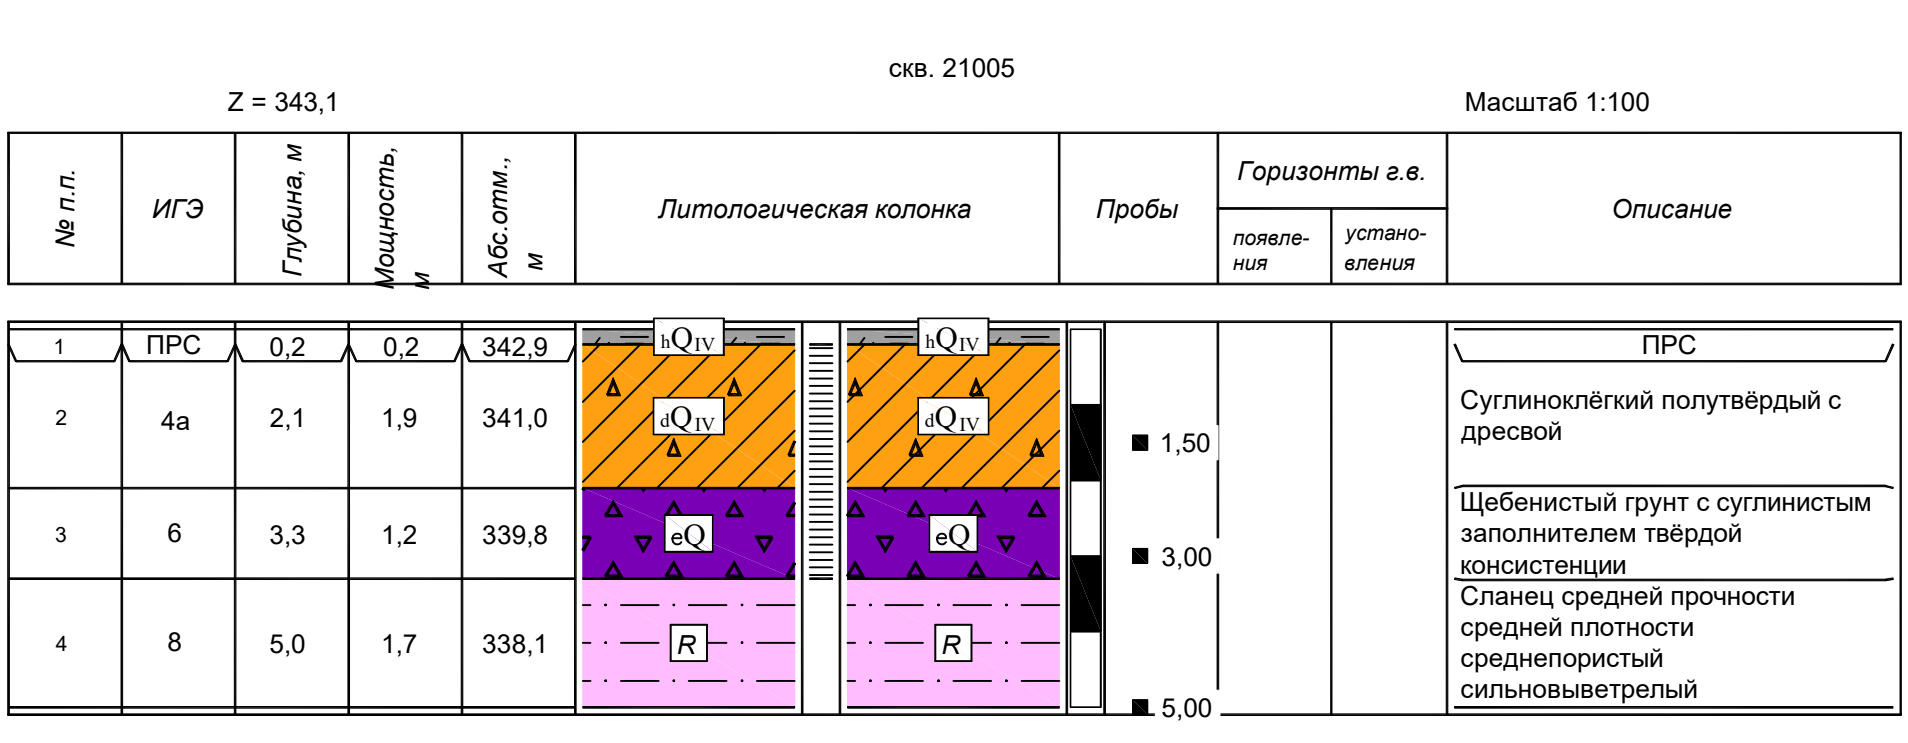 скв. 21005
Z = 343,1
Масштаб 1:100
№ п.п.
ИГЭ
Глубина, м
Мощность,
м
Абс.отм.,
м
Литологическая колонка
Пробы
Горизонты г.в.
появле-
ния
устано-
вления
Описание
1 ПРС 0,2 0,2 342,9 hQIV hQIV ПРС
2 4а 2,1 1,9 341,0 dQIV dQIV 1,50
Суглиноклёгкий полутвёрдый с
дресвой
3 6 3,3 1,2 339,8 eQ eQ 3,00
Щебенистый грунт с суглинистым
заполнителем твёрдой
консистенции
4 8 5,0 1,7 338,1 R R 5,00
Сланец средней прочности
средней плотности
среднепористый
сильновыветрелый